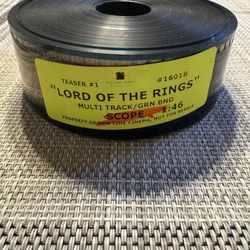 TEASER #1
#16018
"LORD OF THE RINGS"
MULTI TRACK/GRN BND
SCOPE 1:46
PROPERTY OF NEW LINE CINEMA, NOT FOR RESALE